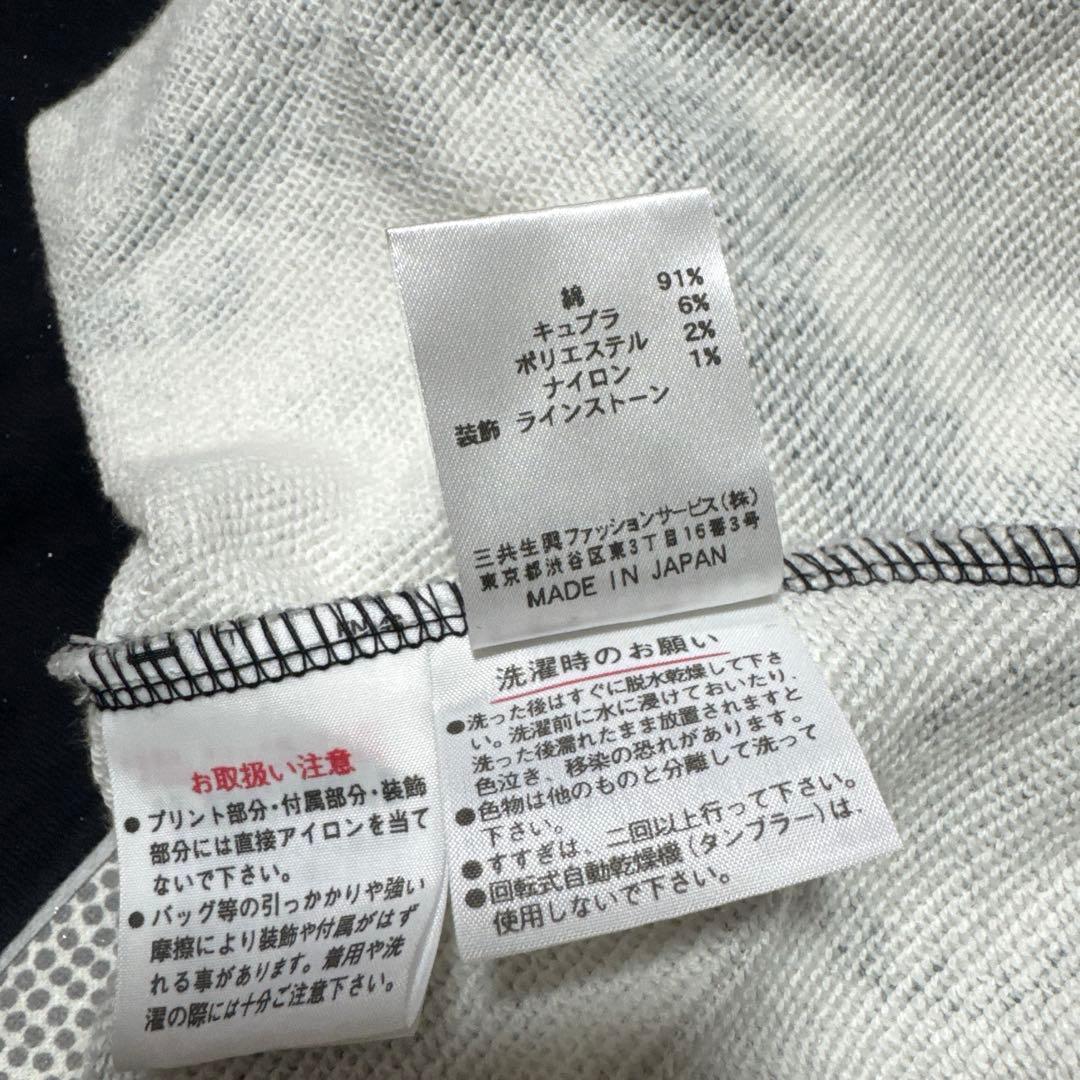 綿 91%
キュプラ 6%
ポリエステル 2%
ナイロン 1%
装飾 ラインストーン
三共生興ファッションサービス(株)
東京都渋谷区東3丁目16番3号
MADE IN JAPAN
洗濯時のお願い
●洗った後はすぐに脱水乾燥して下さ
い。洗濯前に水に浸けておいたり、
洗った後濡れたまま放置されますと
色泣き、移染の恐れがあります。
●色物は他のものと分離して洗って
下さい。
●すすぎは、二回以上行って下さい。
●回転式自動乾燥機(タンブラー)は、
使用しないで下さい。
お取扱い注意
●プリント部分・付属部分・装飾
部分には直接アイロンを当て
ないで下さい。
●バッグ等の引っかかりや強い
摩擦により装飾や付属がはず
れる事があります。着用や洗
濯の際には十分ご注意下さい。